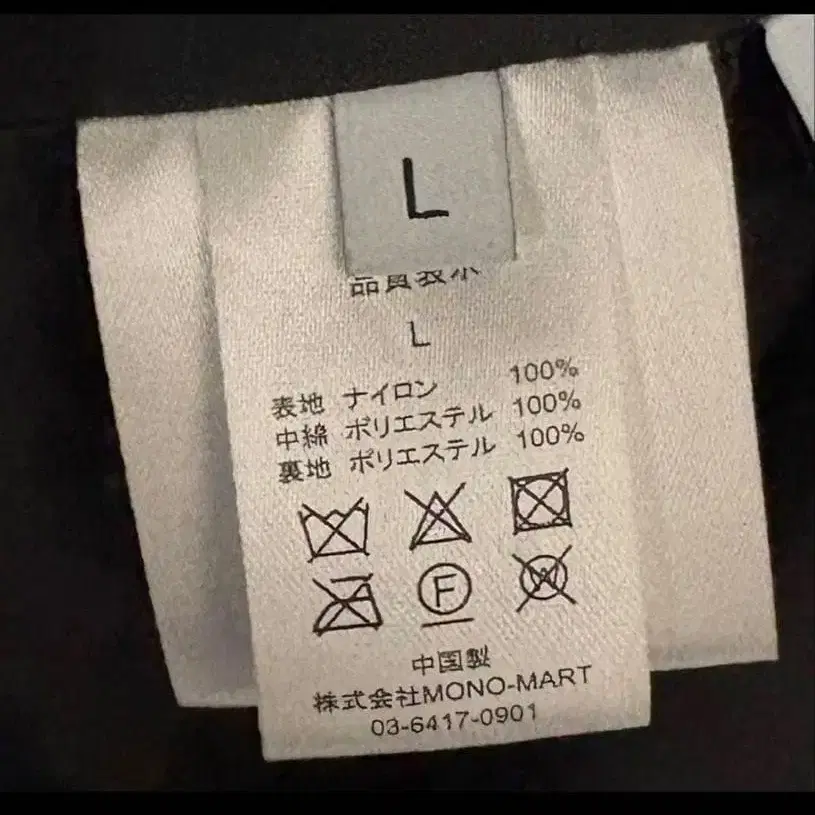 L
品質表示
L
表地 ナイロン 100%
中綿 ポリエステル 100%
裏地 ポリエステル 100%
F
W
中国製
株式会社MONO-MART
03-6417-0901